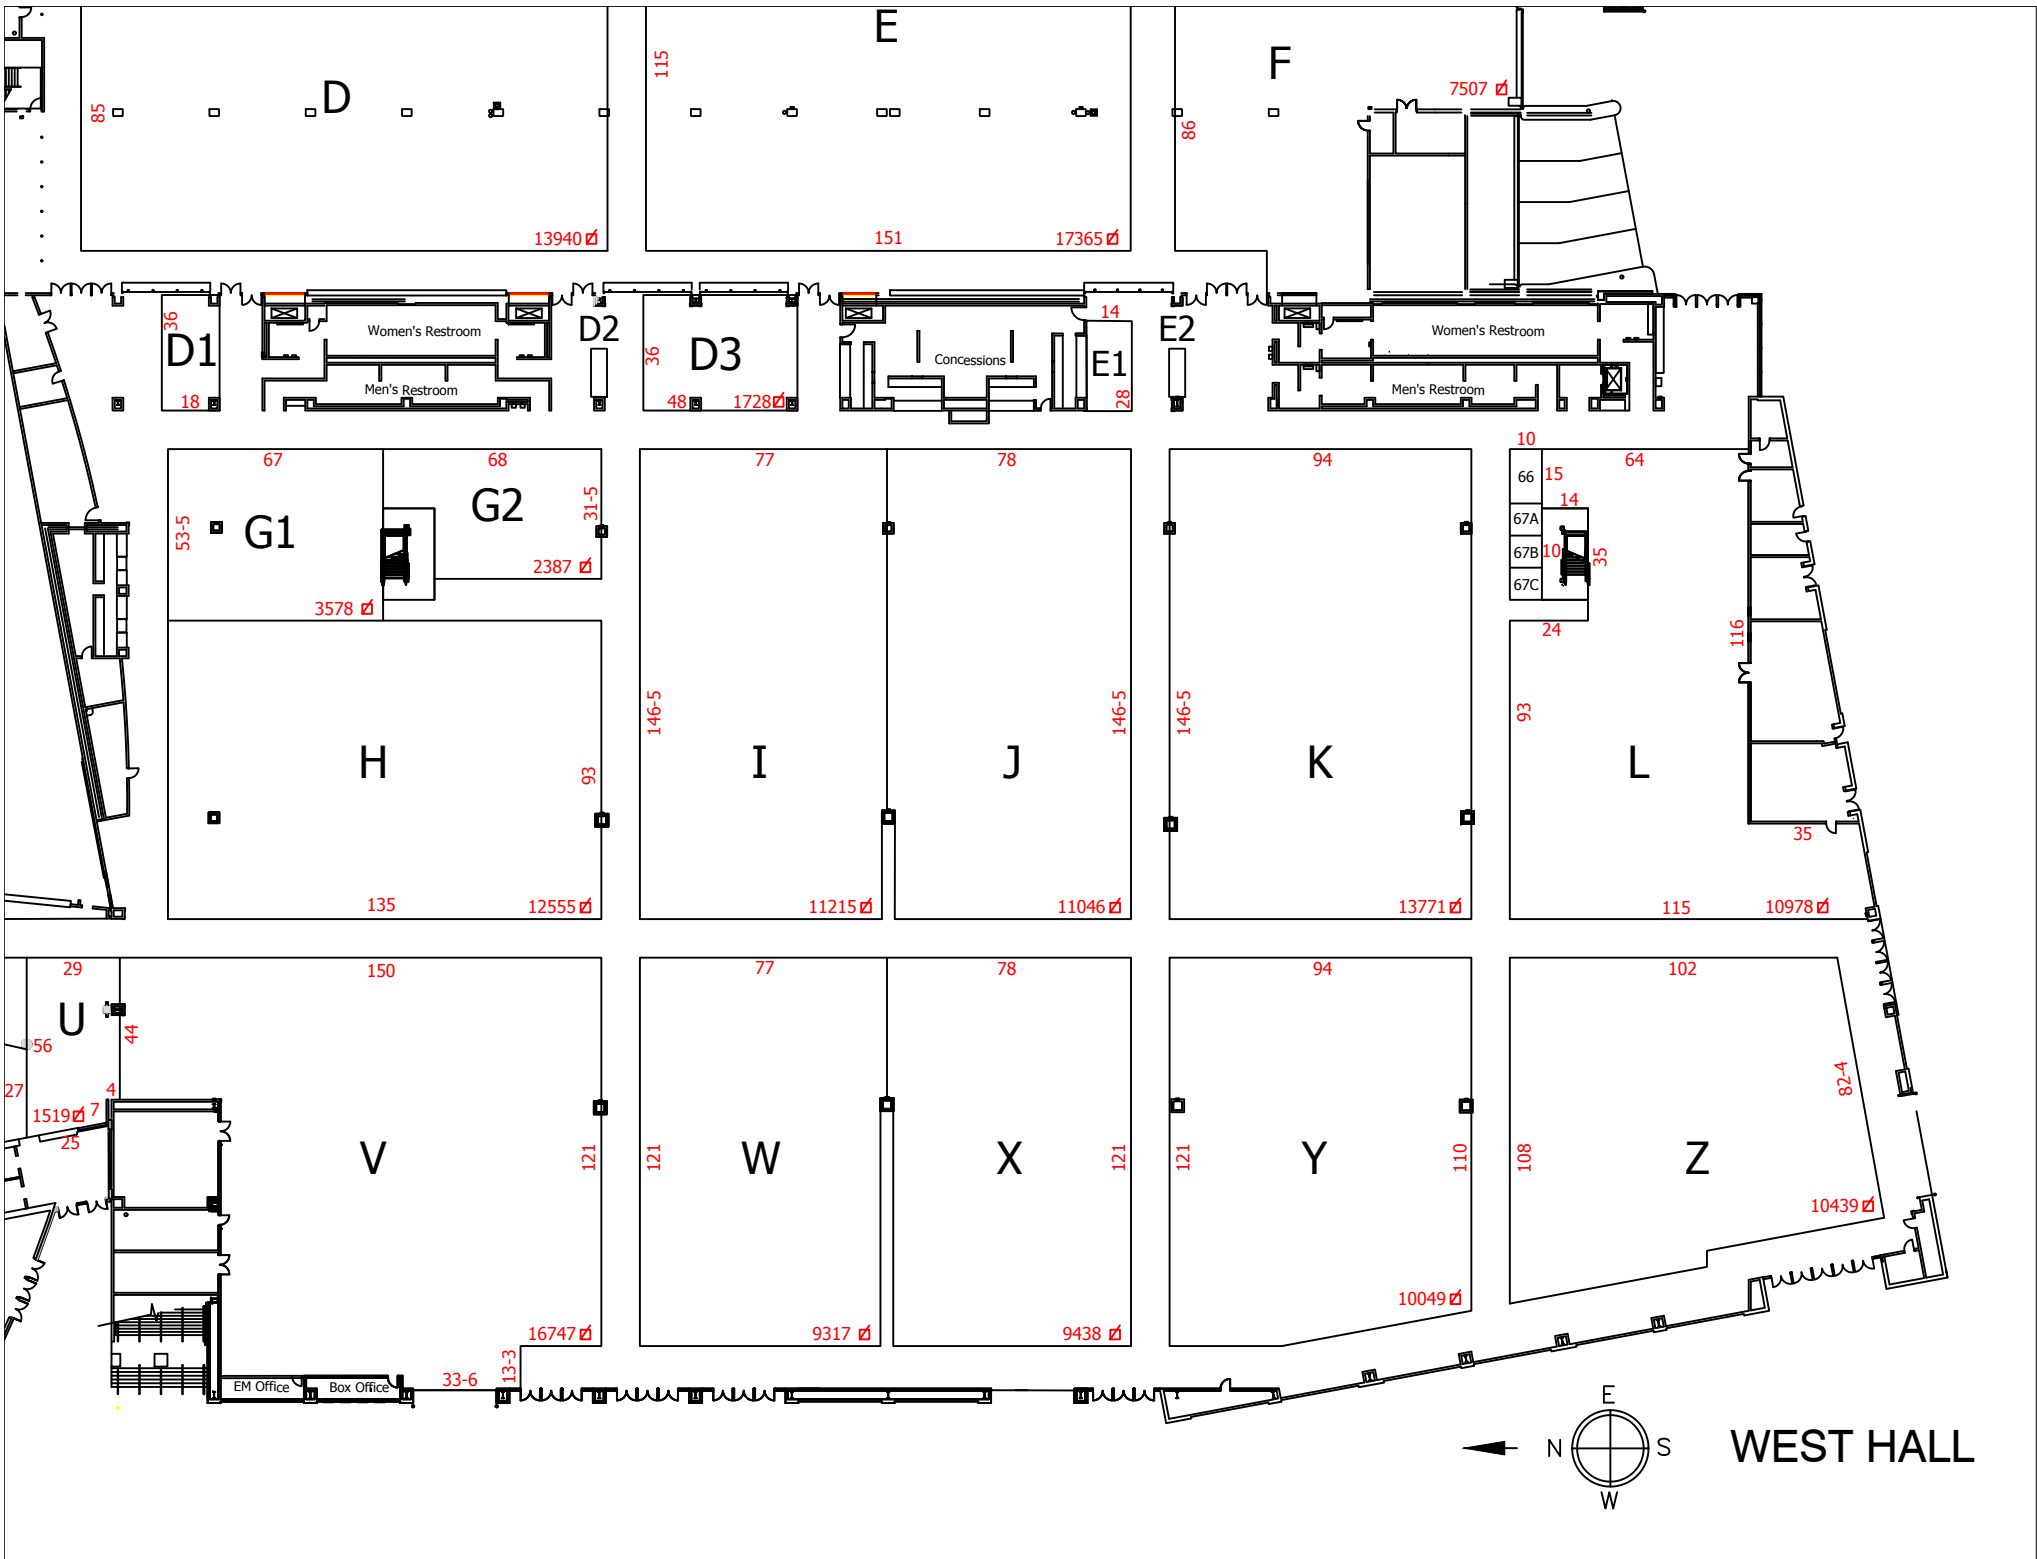 E
115
F
7507
D
85
86
13940
151
17365
36
D1
18
Women's Restroom
Men's Restroom
D2
36
D3
48
1728
Concessions
14
E1
28
E2
Women's Restroom
Men's Restroom
67
68
77
78
94
10
64
53-5
G1
3578
G2
31-5
2387
66
15
14
67A
67B
10
67C
35
24
116
H
93
135
12555
146-5
I
11215
J
146-5
11046
146-5
K
13771
93
L
35
115
10978
29
150
77
78
94
102
U
56
44
27
4
1519
7
25
V
121
16747
13-3
33-6
EM Office
Box Office
121
W
9317
X
121
9438
121
Y
110
10049
108
Z
82-4
10439
E
N
S
W
WEST HALL